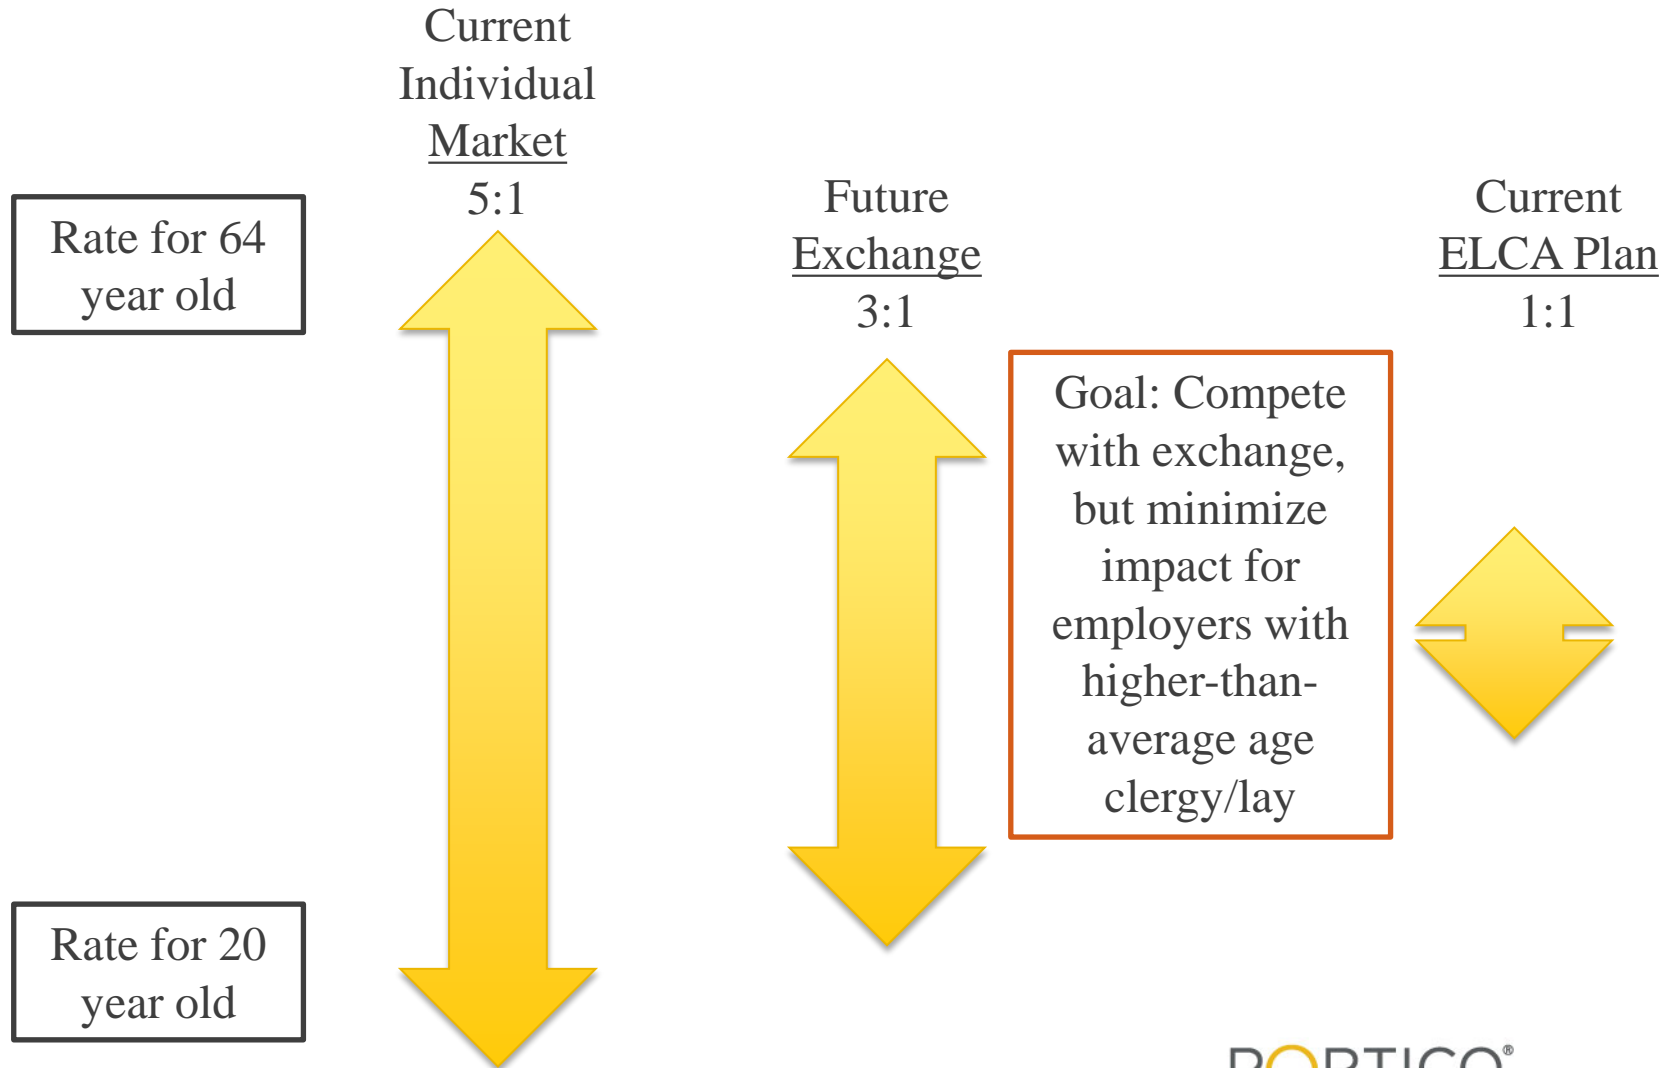 Current
Individual
Market
5:1
Rate for 64
year old
Rate for 20
year old
Future
Exchange
3:1
Goal: Compete
with exchange,
but minimize
impact for
employers with
higher-than-
average age
clergy/lay
Current
ELCA Plan
1:1
PORTICO®